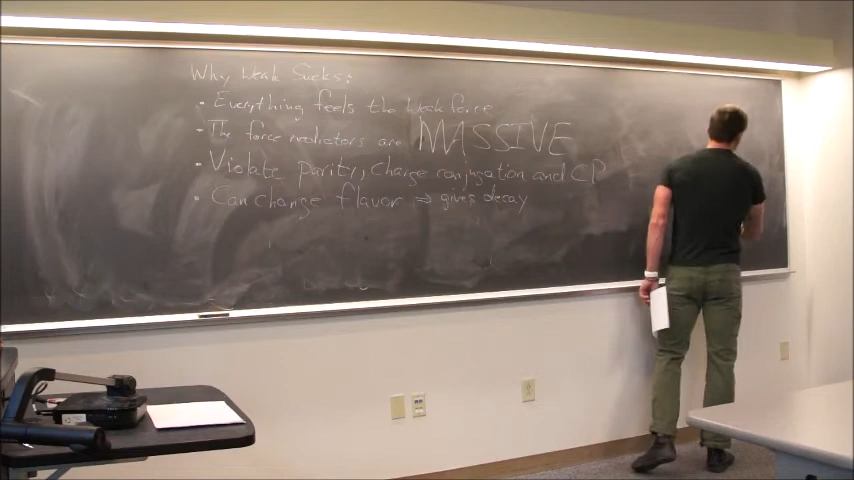 Why Weak Sucks:
• Everything feels the weak force
• The force mediators are MASSIVE
• Violate parity, charge conjugation and CP
• Can change flavor ⇒ gives decay